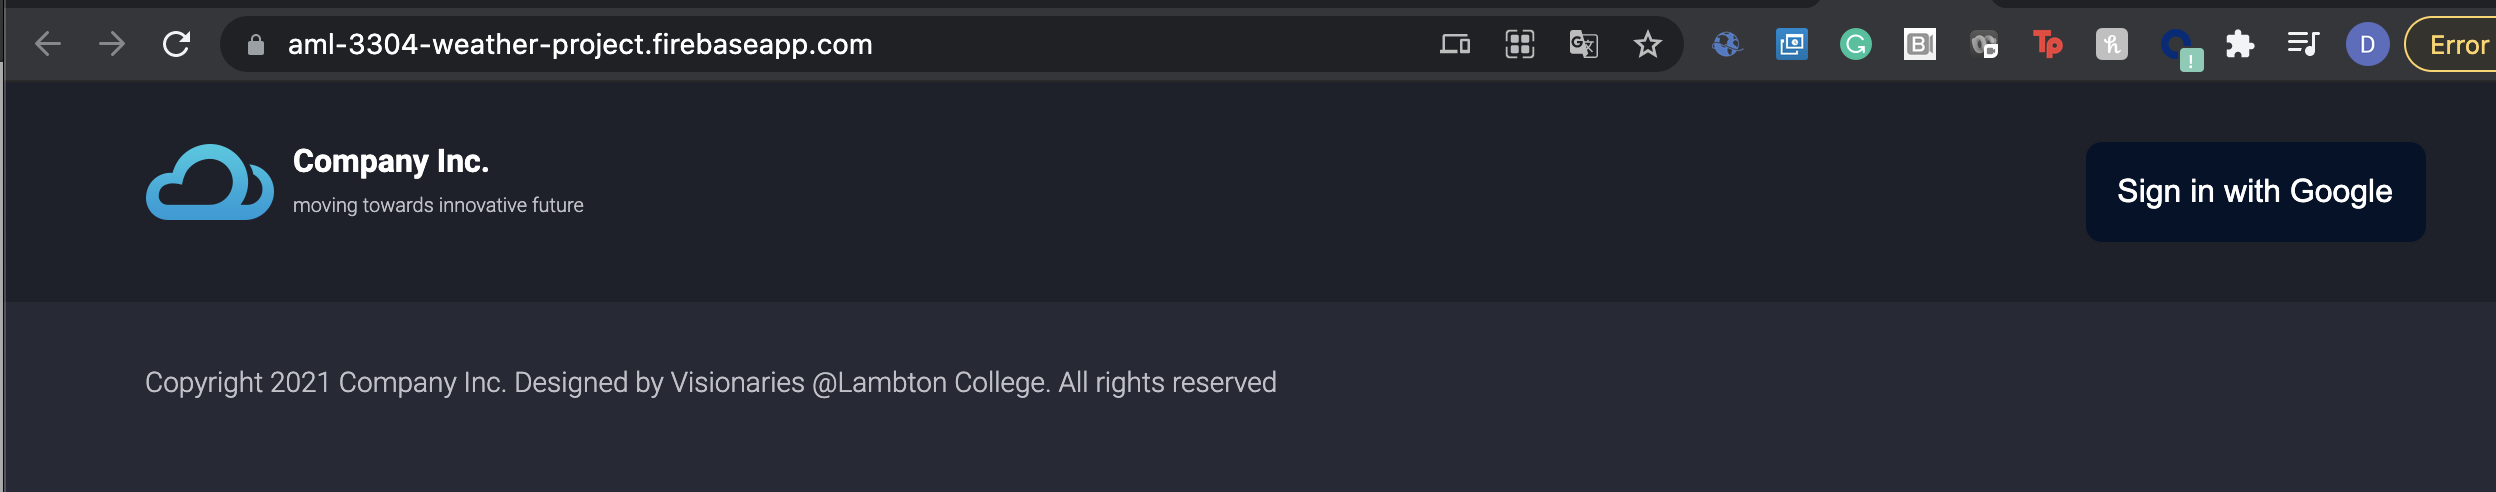 aml-3304-weather-project.firebaseapp.com
D
Error
Company Inc.
moving towards innovative future
Sign in with Google
Copyright 2021 Company Inc. Designed by Visionaries @Lambton College. All rights reserved